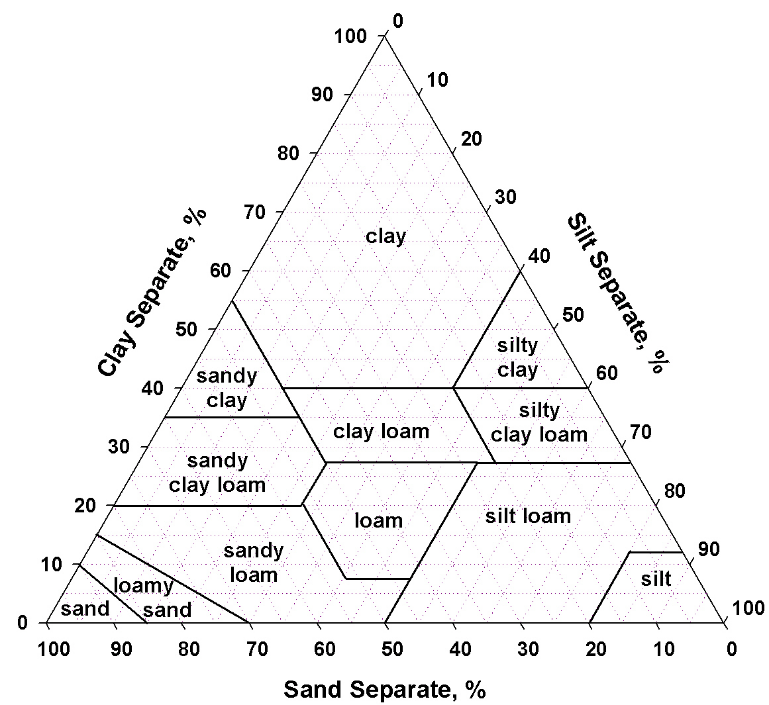 0
100
10
90
20
80
30
70
clay
Clay Separate, %
Silt Separate, %
60
40
50
50
silty
clay
sandy
clay
40
60
silty
clay loam
clay loam
30
70
sandy
clay loam
20
80
silt loam
loam
sandy
loam
10
90
loamy
sand
silt
sand
0
100
100
90
80
70
60
50
40
30
20
10
0
Sand Separate, %